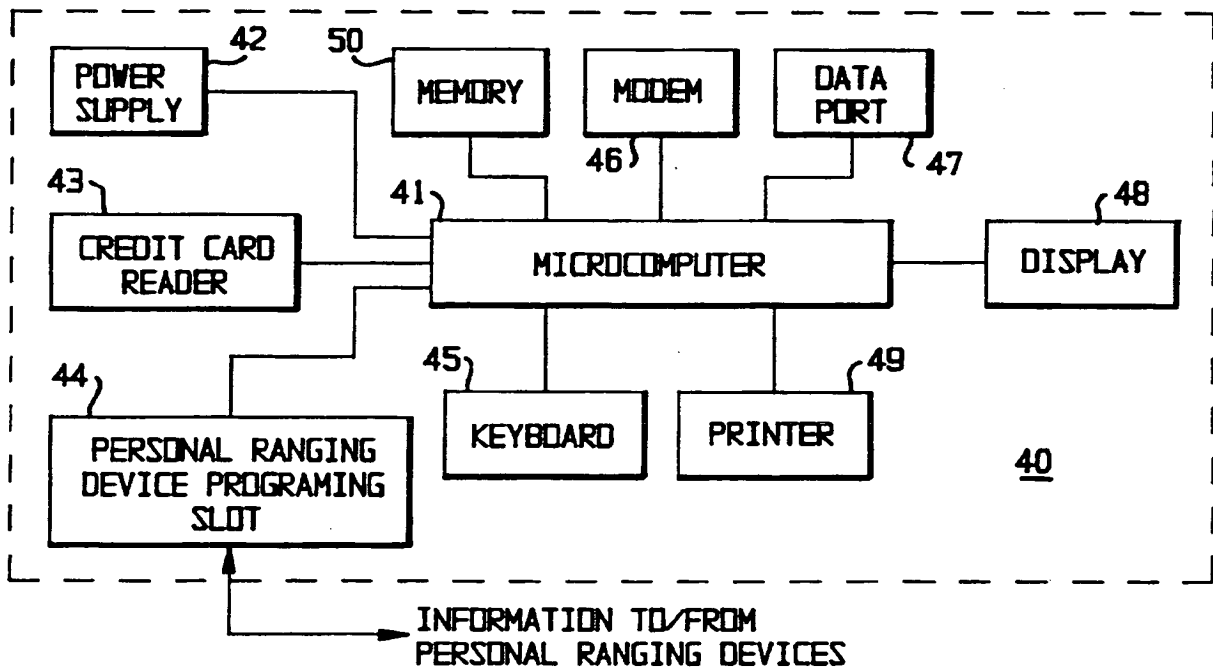 42
POWER
SUPPLY
50
MEMORY
MODEM
46
DATA
PORT
47
43
CREDIT CARD
READER
41
MICROCOMPUTER
48
DISPLAY
44
PERSONAL RANGING
DEVICE PROGRAMING
SLOT
45
KEYBOARD
49
PRINTER
40
INFORMATION TO/FROM
PERSONAL RANGING DEVICES